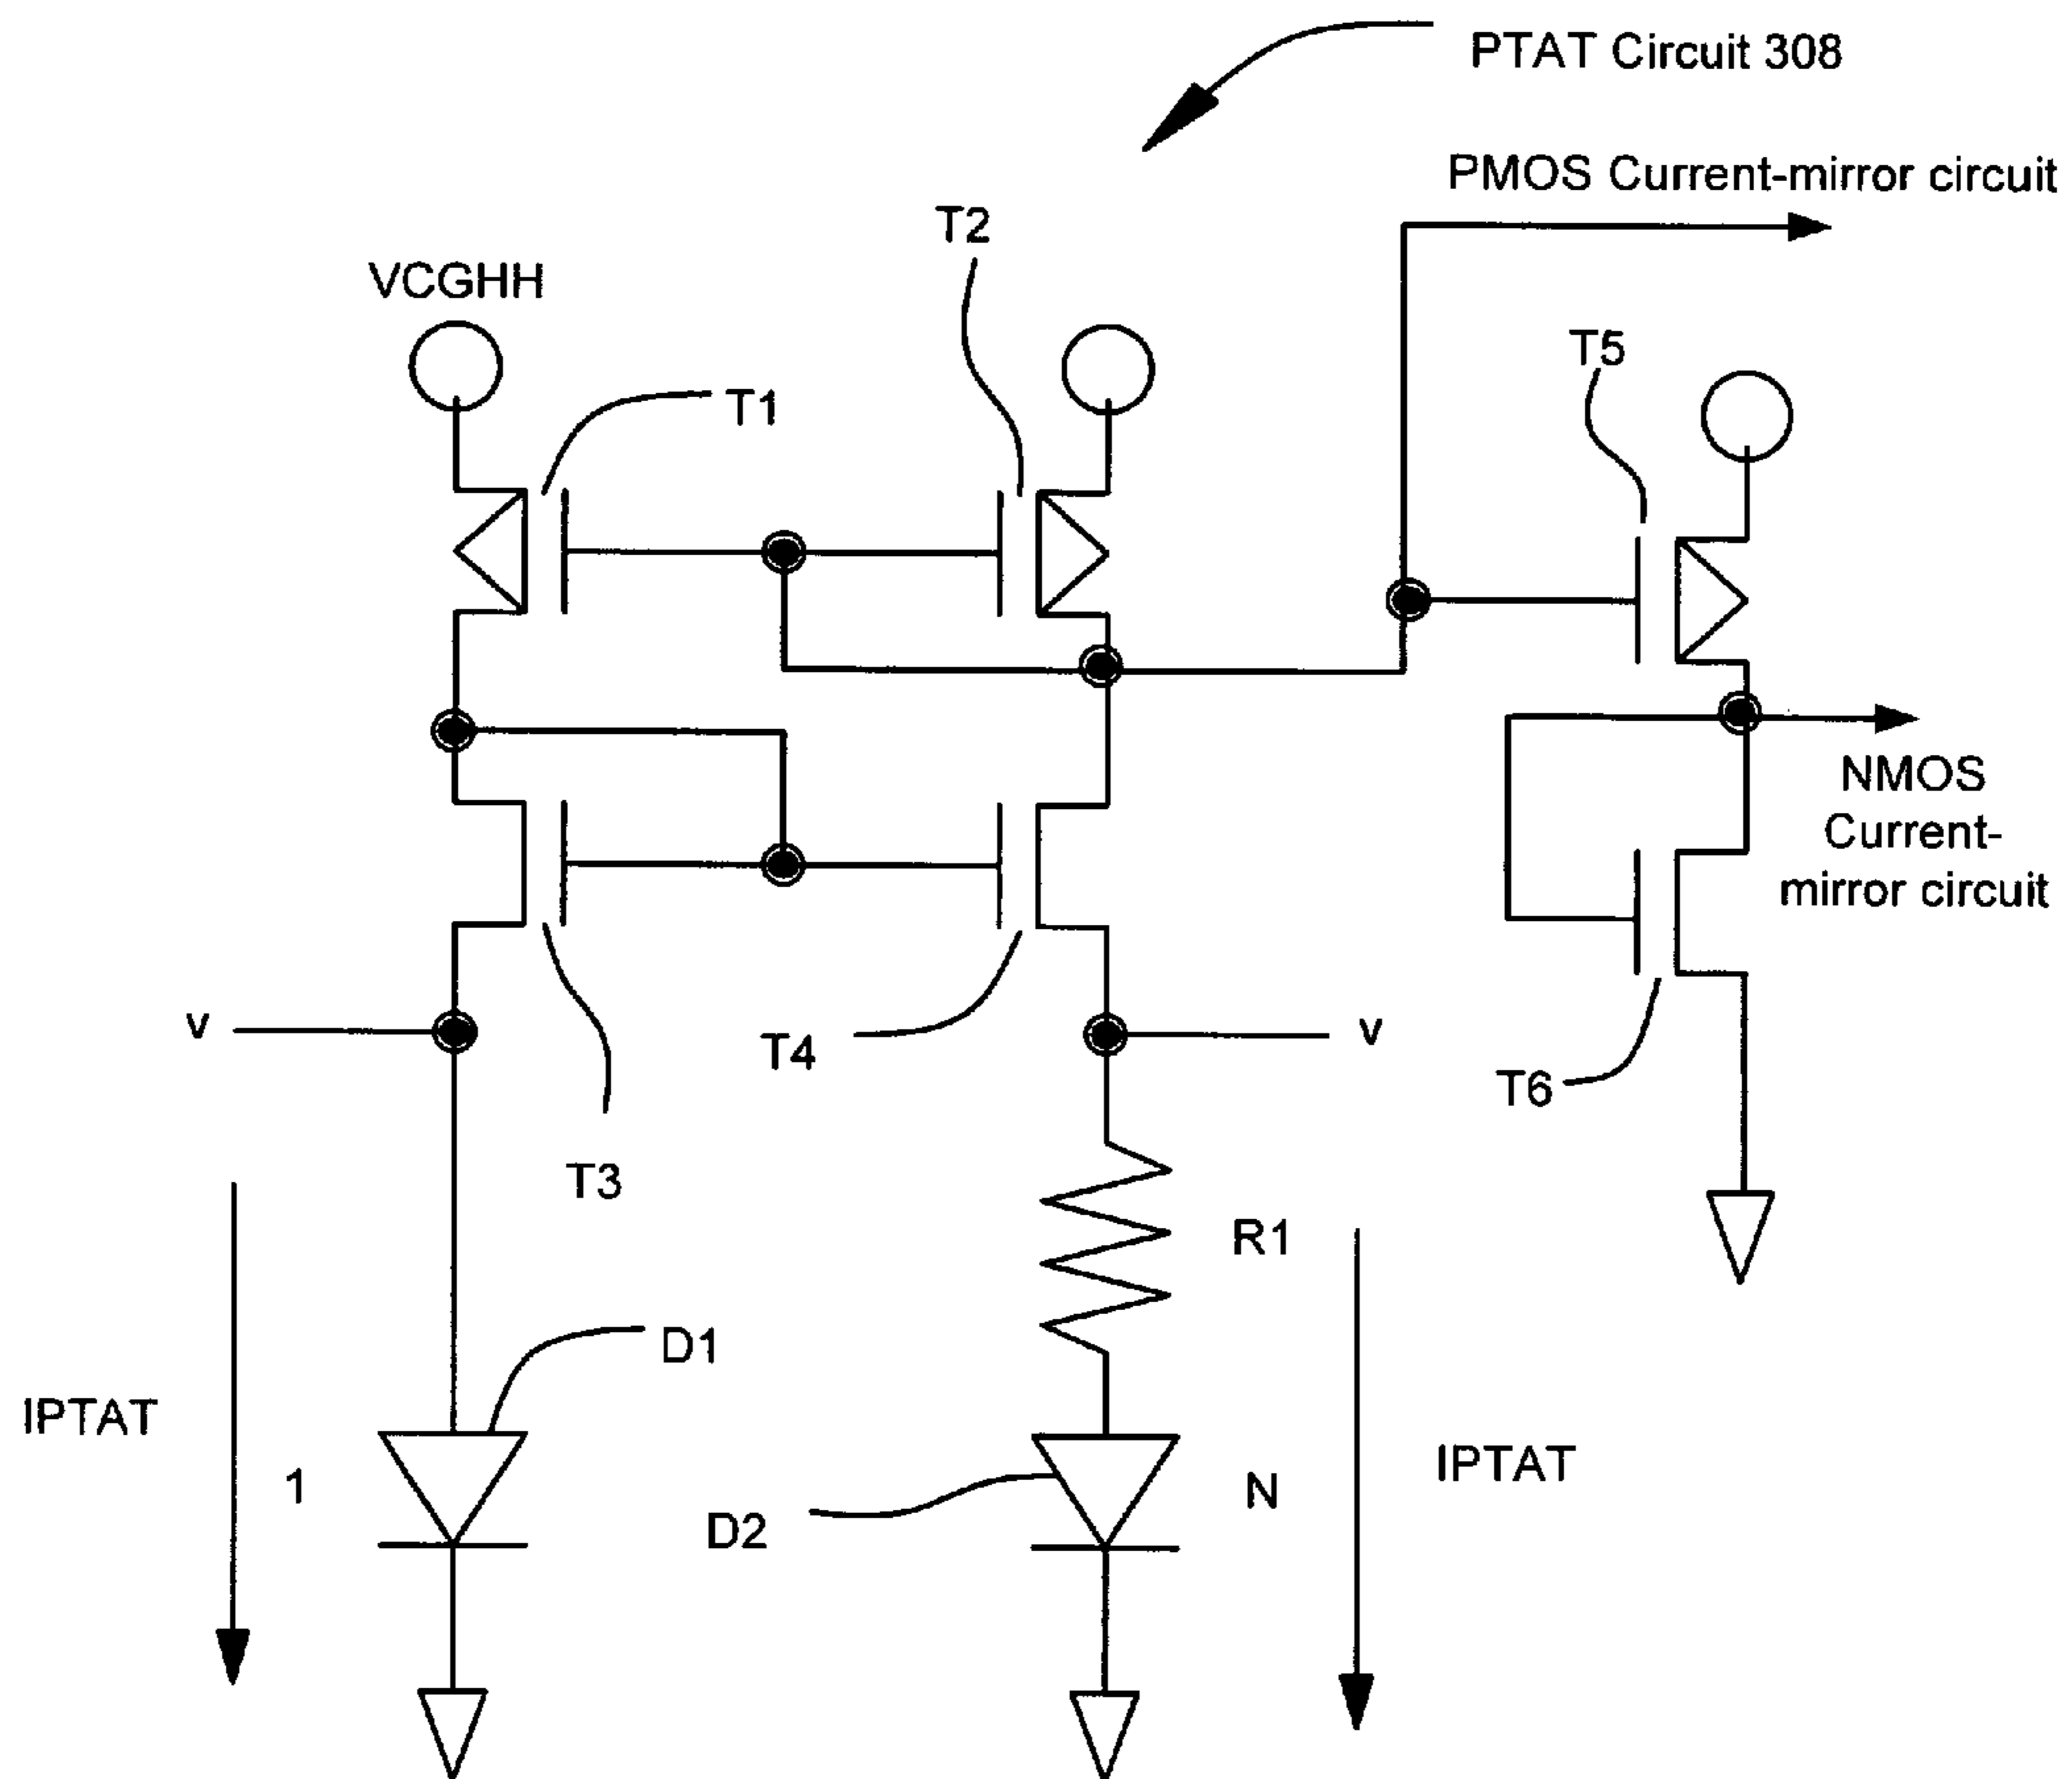 PTAT Circuit 308
PMOS Current-mirror circuit
T2
VCGHH
T5
T1
NMOS
Current-
mirror circuit
v
T4
v
T6
T3
R1
D1
IPTAT
1
D2
N
IPTAT